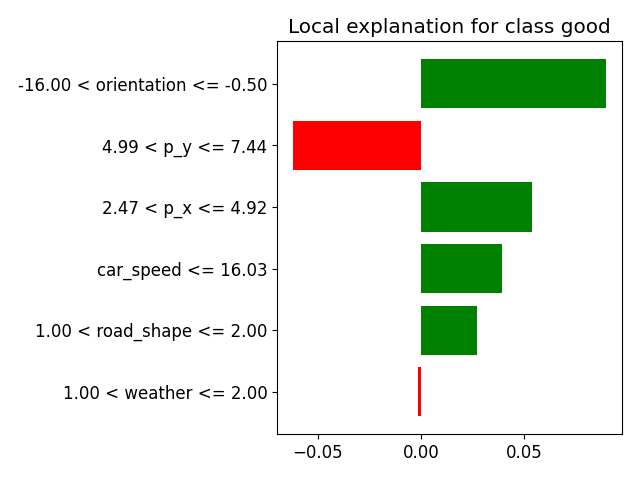 Local explanation for class good
-16.00 < orientation <= -0.50
4.99 < p_y <= 7.44
2.47 < p_x <= 4.92
car_speed <= 16.03
1.00 < road_shape <= 2.00
1.00 < weather <= 2.00
−0.05 0.00 0.05